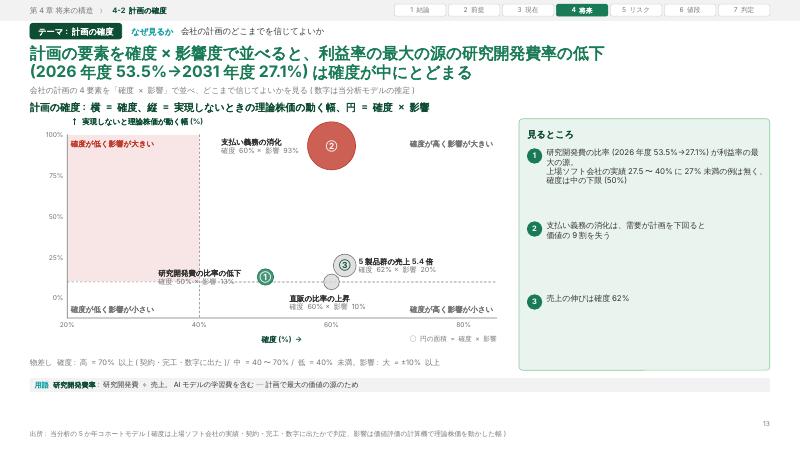 第 4 章 将来の構造 › 4-2 計画の確度
1 結論 2 前提 3 現在 4 将来 5 リスク 6 値段 7 判定
テーマ : 計画の確度 なぜ見るか 会社の計画のどこまで信じてよいか
計画の要素を確度 × 影響度で並べると、利益率の最大の源の研究開発費率の低下
(2026 年度 53.5%→2031 年度 27.1%) は確度が中にとどまる
会社の計画の 4 要素を「確度 × 影響」で並べ、どこまで信じてよいかを見る ( 数字は当分析モデルの推定 )
計画の確度 : 横 = 確度、縦 = 実現しないときの理論株価の動く幅、円 = 確度 × 影響
↑ 実現しないと理論株価が動く幅 (%)
100%
75%
50%
25%
0%
確度が低く影響が大きい
確度が高く影響が大きい
支払い義務の消化
確度 60% × 影響 93%
②
研究開発費の比率の低下
確度 50% × 影響 13%
①
③
5 製品群の売上 5.4 倍
確度 62% × 影響 20%
直販の比率の上昇
確度 60% × 影響 10%
確度が低く影響が小さい
確度が高く影響が小さい
20% 40% 60% 80%
確度 (%) →
○ 円の面積 = 確度 × 影響
見るところ
1 研究開発費の比率 (2026 年度 53.5%→27.1%) が利益率の最
大の源。
上場ソフト会社の実績 27.5 〜 40% に 27% 未満の例は無く、
確度は中の下限 (50%)
2 支払い義務の消化は、需要が計画を下回ると
価値の 9 割を失う
3 売上の伸びは確度 62%
物差し 確度 : 高 = 70% 以上 ( 契約・完工・数字に出た )/ 中 = 40 〜 70% / 低 = 40% 未満。影響 : 大 = ±10% 以上
用語 研究開発費率 : 研究開発費 ÷ 売上。 AI モデルの学習費を含む — 計画で最大の価値の源のため
13
出所 : 当分析の 5 か年コホートモデル ( 確度は上場ソフト会社の実績・契約・完工・数字に出たかで判定、影響は価値評価の計算機で理論株価を動かした幅 )